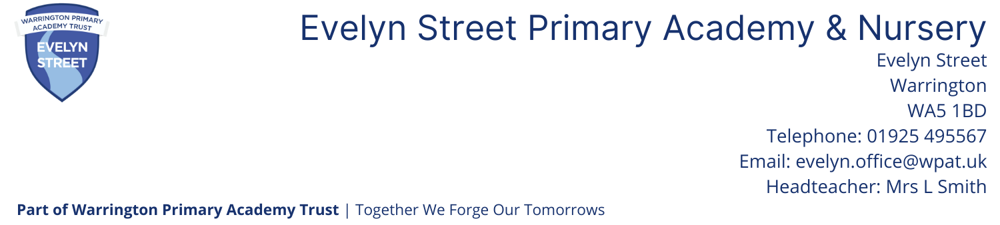 WARRINGTON PRIMARY
ACADEMY TRUST
EVELYN
STREET
Evelyn Street Primary Academy & Nursery
Evelyn Street
Warrington
WA5 1BD
Telephone: 01925 495567
Email: evelyn.office@wpat.uk
Headteacher: Mrs L Smith
Part of Warrington Primary Academy Trust | Together We Forge Our Tomorrows